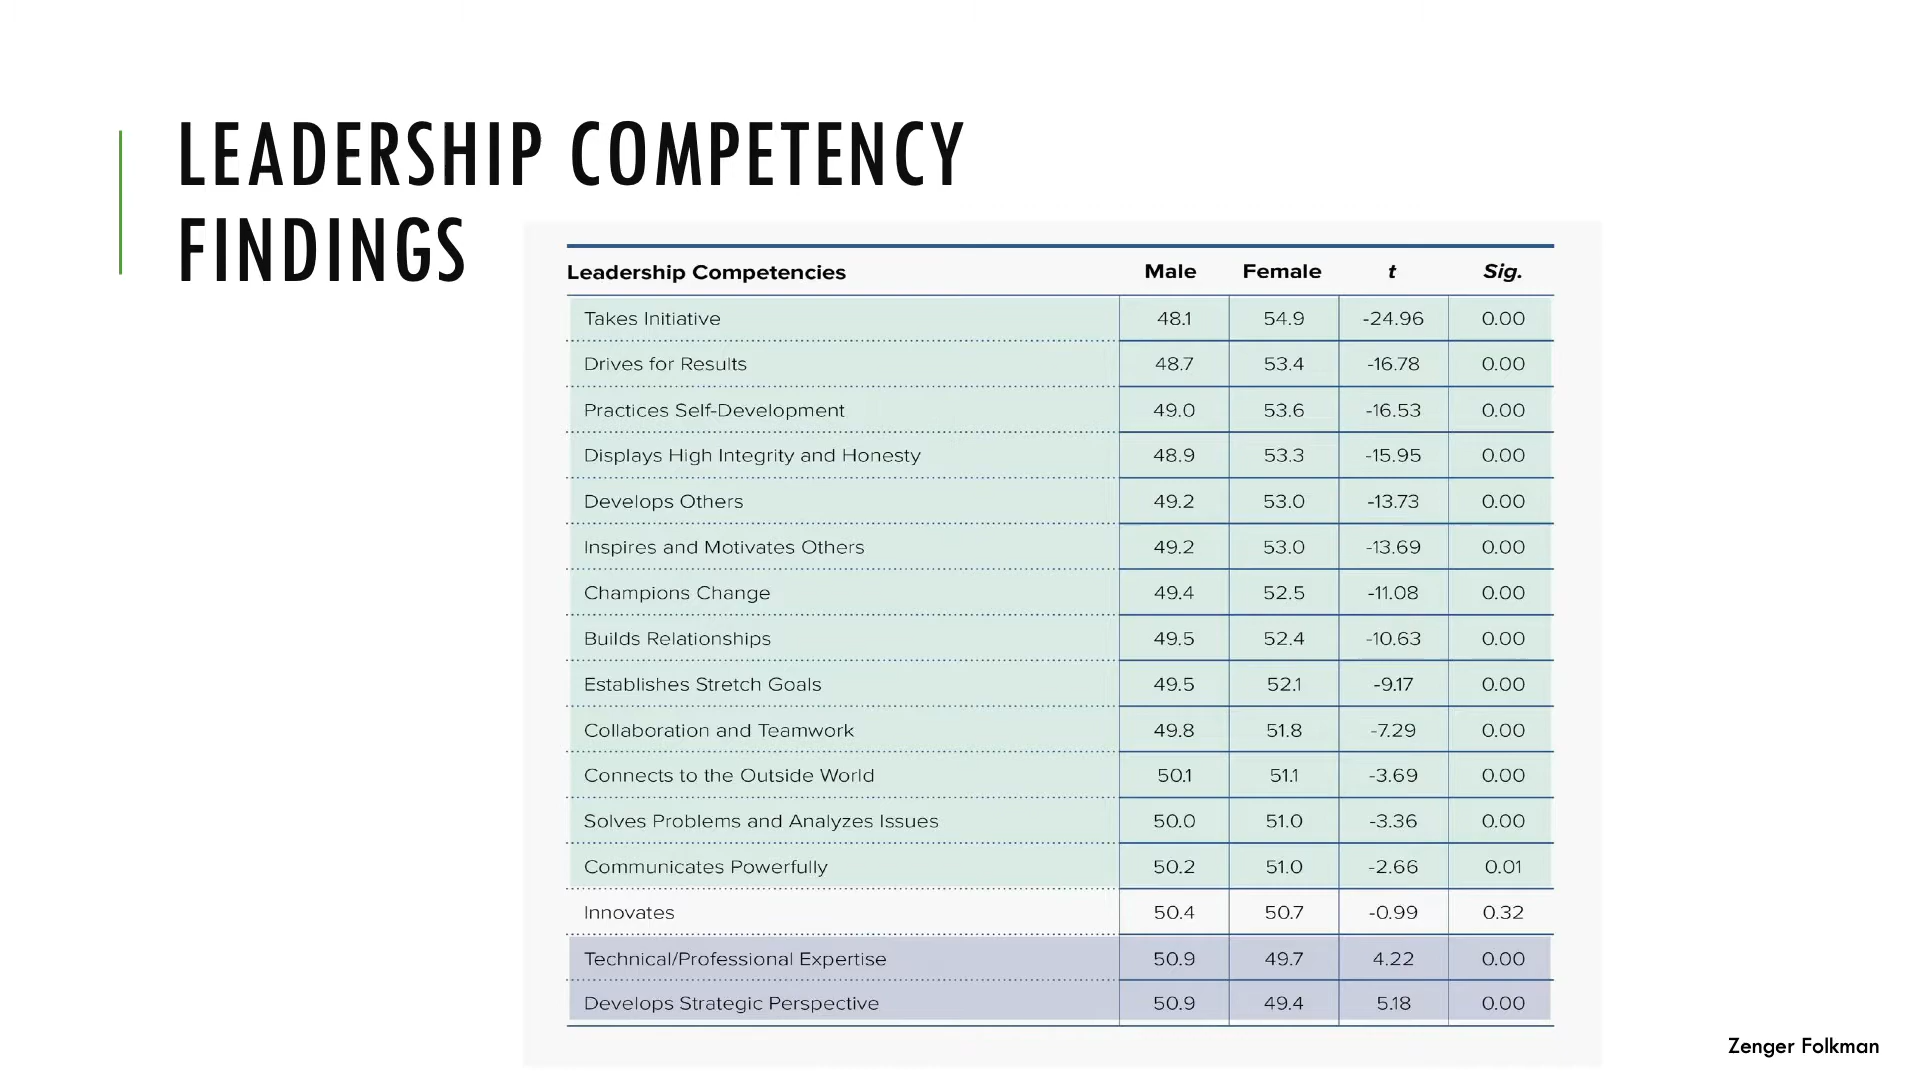 LEADERSHIP COMPETENCY
FINDINGS
Leadership Competencies Male Female t Sig.
Takes Initiative 48.1 54.9 -24.96 0.00
Drives for Results 48.7 53.4 -16.78 0.00
Practices Self-Development 49.0 53.6 -16.53 0.00
Displays High Integrity and Honesty 48.9 53.3 -15.95 0.00
Develops Others 49.2 53.0 -13.73 0.00
Inspires and Motivates Others 49.2 53.0 -13.69 0.00
Champions Change 49.4 52.5 -11.08 0.00
Builds Relationships 49.5 52.4 -10.63 0.00
Establishes Stretch Goals 49.5 52.1 -9.17 0.00
Collaboration and Teamwork 49.8 51.8 -7.29 0.00
Connects to the Outside World 50.1 51.1 -3.69 0.00
Solves Problems and Analyzes Issues 50.0 51.0 -3.36 0.00
Communicates Powerfully 50.2 51.0 -2.66 0.01
Innovates 50.4 50.7 -0.99 0.32
Technical/Professional Expertise 50.9 49.7 4.22 0.00
Develops Strategic Perspective 50.9 49.4 5.18 0.00
Zenger Folkman